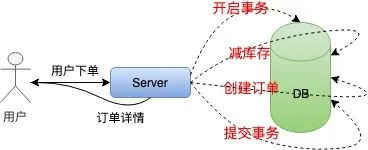 开启事务
减库存
用户下单
Server
创建订单
DB
用户
订单详情
提交事务